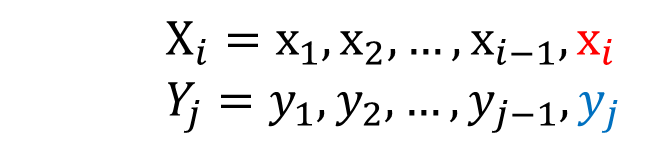 Xᵢ = x₁, x₂, …, xᵢ₋₁, xᵢ
Yⱼ = y₁, y₂, …, yⱼ₋₁, yⱼ